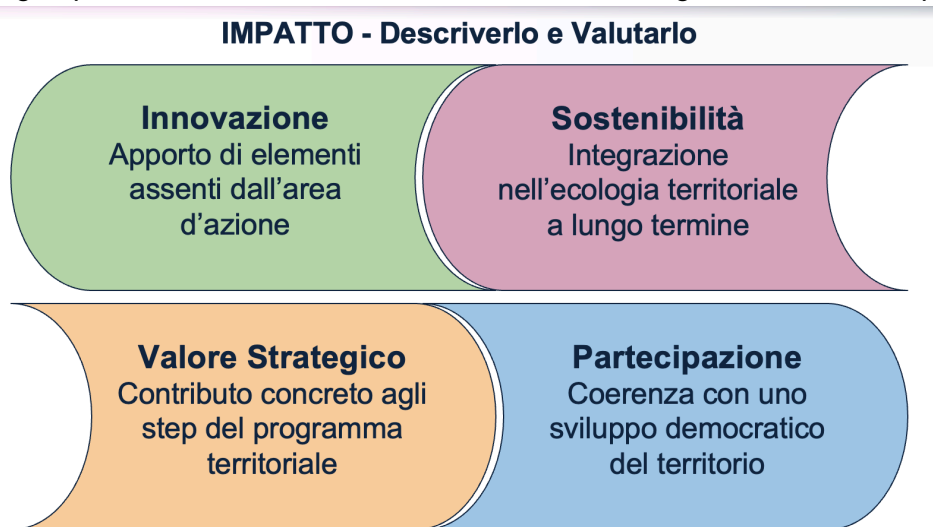 IMPATTO - Descriverlo e Valutarlo
Innovazione
Apporto di elementi
assenti dall'area
d'azione
Sostenibilità
Integrazione
nell'ecologia territoriale
a lungo termine
Valore Strategico
Contributo concreto agli
step del programma
territoriale
Partecipazione
Coerenza con uno
sviluppo democratico
del territorio